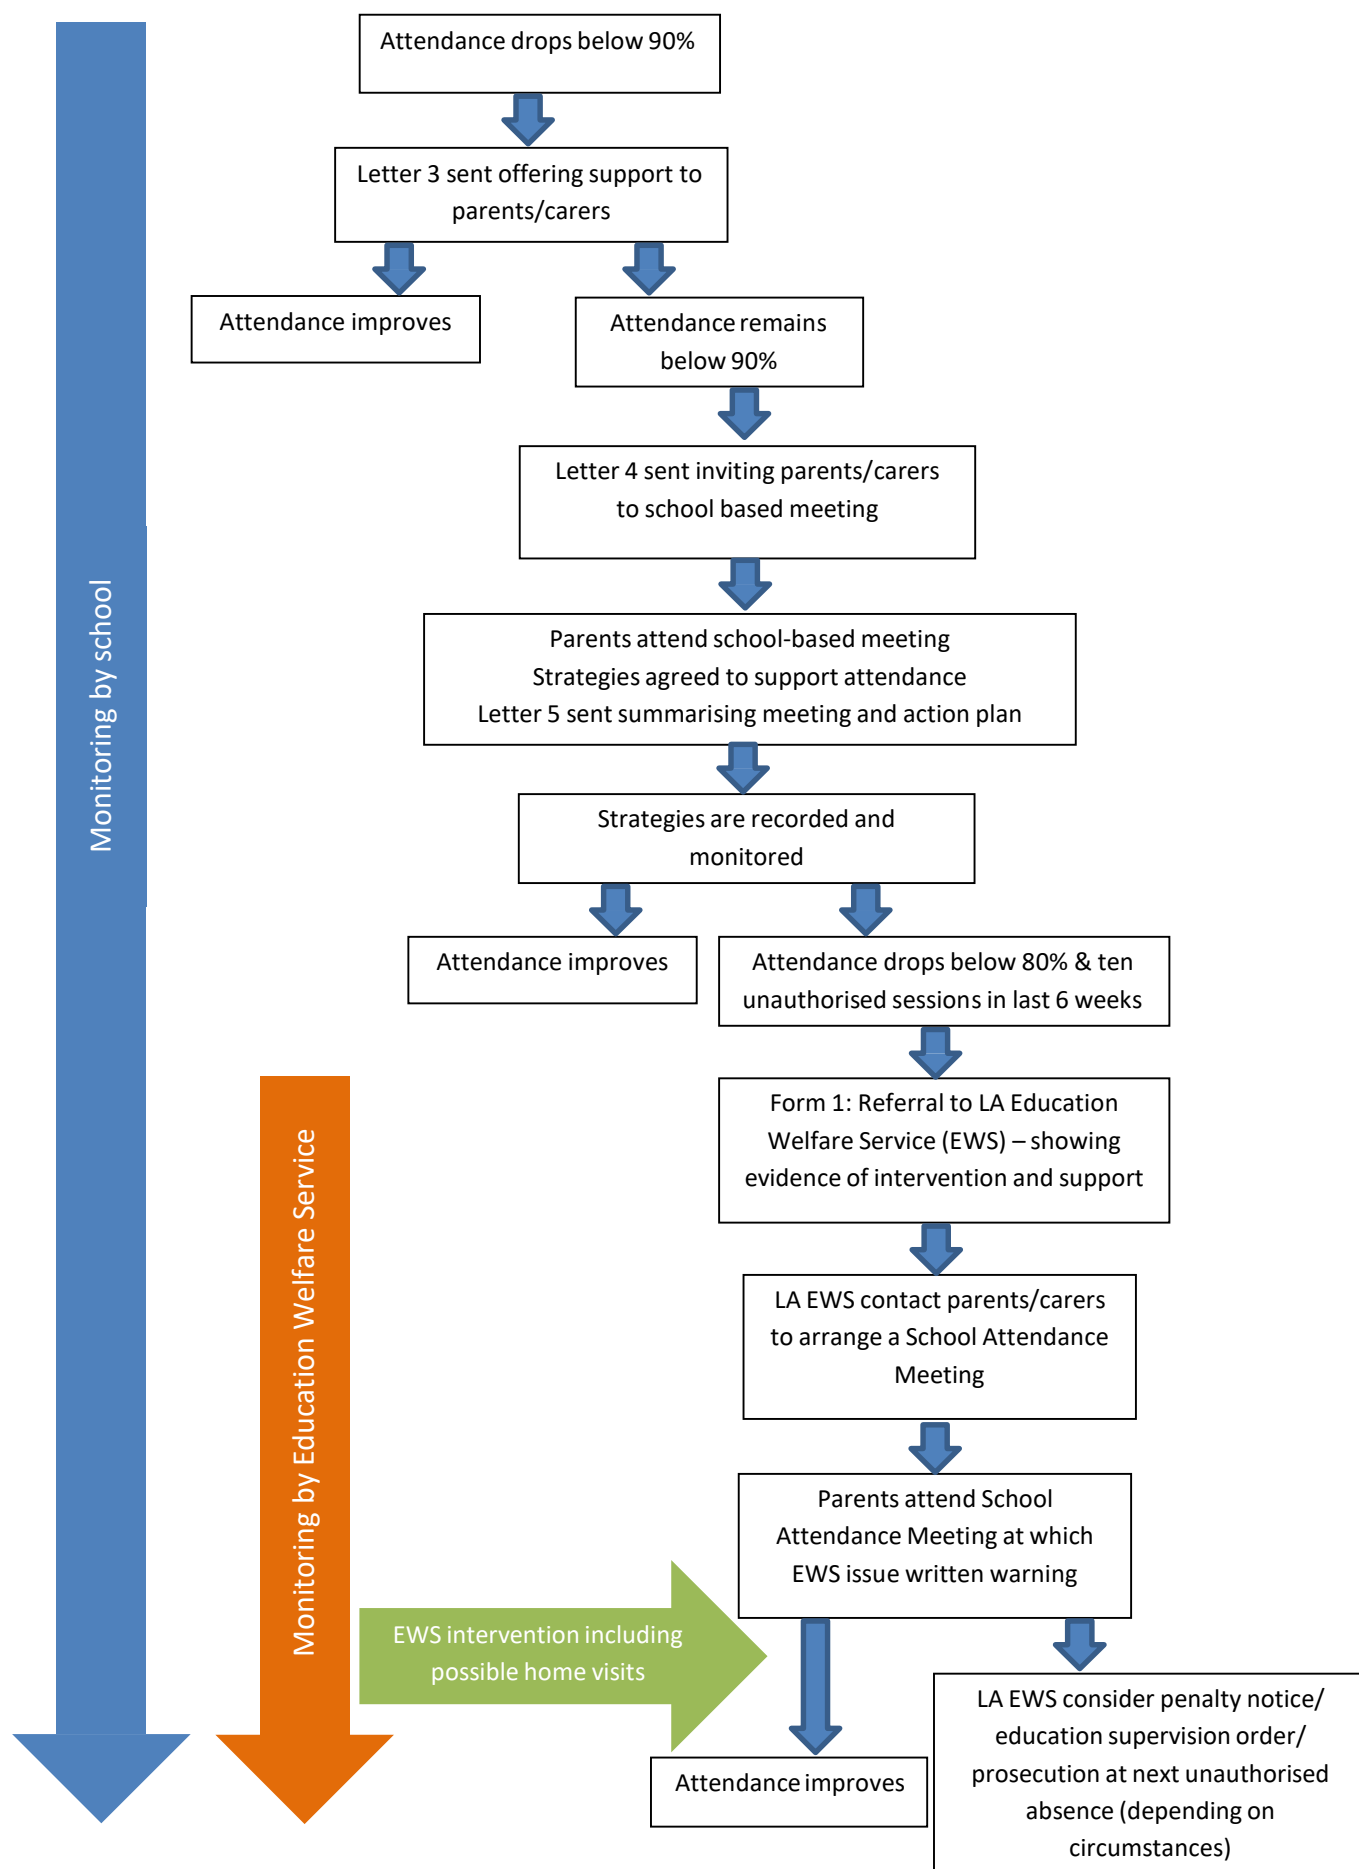 Attendance drops below 90%
Letter 3 sent offering support to
parents/carers
Attendance improves
Attendance remains
below 90%
Letter 4 sent inviting parents/carers
to school based meeting
Parents attend school-based meeting
Strategies agreed to support attendance
Letter 5 sent summarising meeting and action plan
Monitoring by school
Strategies are recorded and
monitored
Attendance improves
Attendance drops below 80% & ten
unauthorised sessions in last 6 weeks
Form 1: Referral to LA Education
Welfare Service (EWS) – showing
evidence of intervention and support
Monitoring by Education Welfare Service
LA EWS contact parents/carers
to arrange a School Attendance
Meeting
Parents attend School
Attendance Meeting at which
EWS issue written warning
EWS intervention including
possible home visits
Attendance improves
LA EWS consider penalty notice/
education supervision order/
prosecution at next unauthorised
absence (depending on
circumstances)